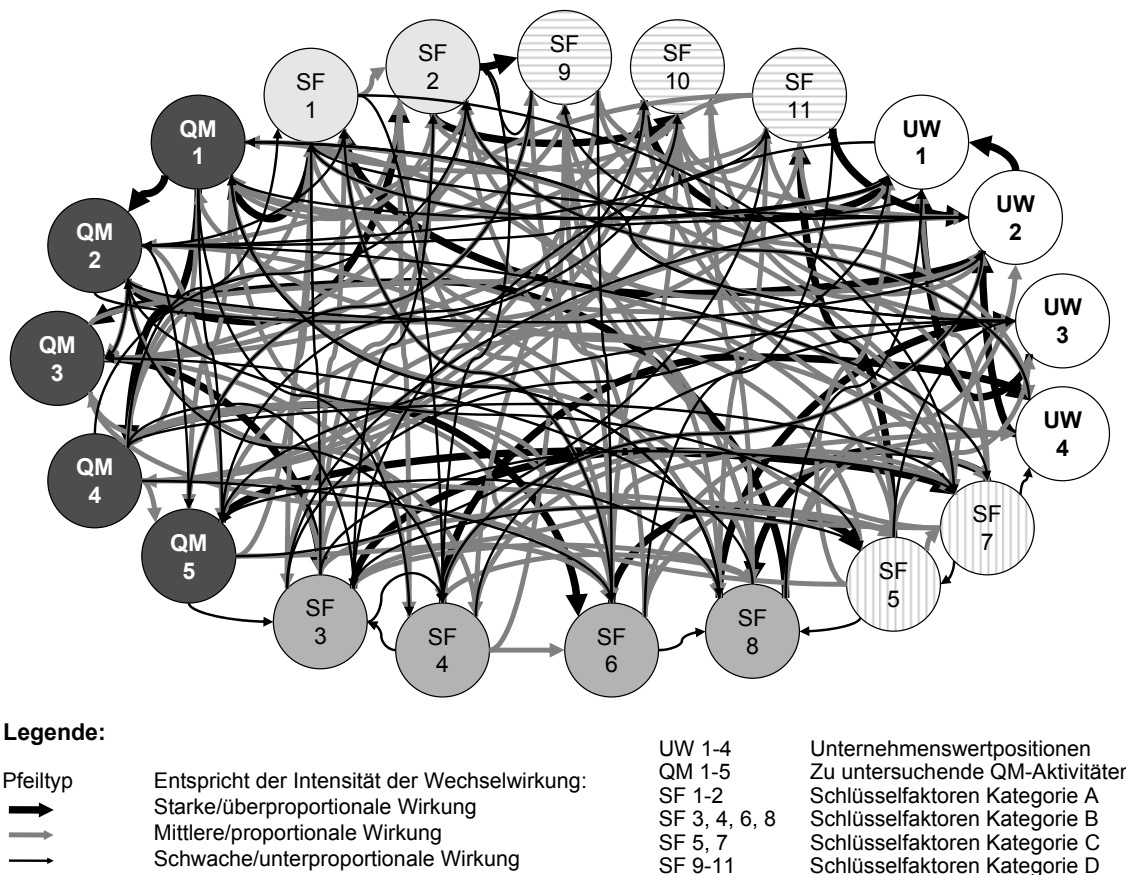 SF
1
SF
2
SF
9
SF
10
SF
11
UW
1
UW
2
UW
3
UW
4
SF
7
SF
5
SF
8
SF
6
SF
4
SF
3
QM
5
QM
4
QM
3
QM
2
QM
1
Legende:
Pfeiltyp Entspricht der Intensität der Wechselwirkung:
Starke/überproportionale Wirkung
Mittlere/proportionale Wirkung
Schwache/unterproportionale Wirkung
UW 1-4 Unternehmenswertpositionen
QM 1-5 Zu untersuchende QM-Aktivitäten
SF 1-2 Schlüsselfaktoren Kategorie A
SF 3, 4, 6, 8 Schlüsselfaktoren Kategorie B
SF 5, 7 Schlüsselfaktoren Kategorie C
SF 9-11 Schlüsselfaktoren Kategorie D